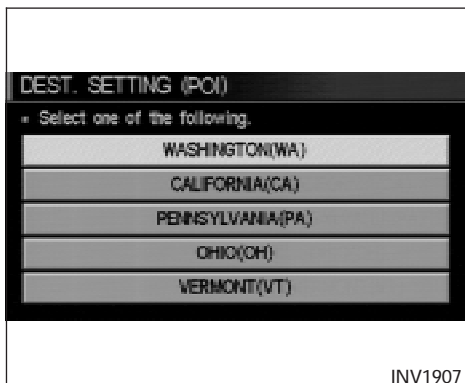 DEST. SETTING (POI)
Select one of the following.
WASHINGTON(WA)
CALIFORNIA(CA)
PENNSYLVANIA(PA)
OHIO(OH)
VERMONT(VT)
INV1907